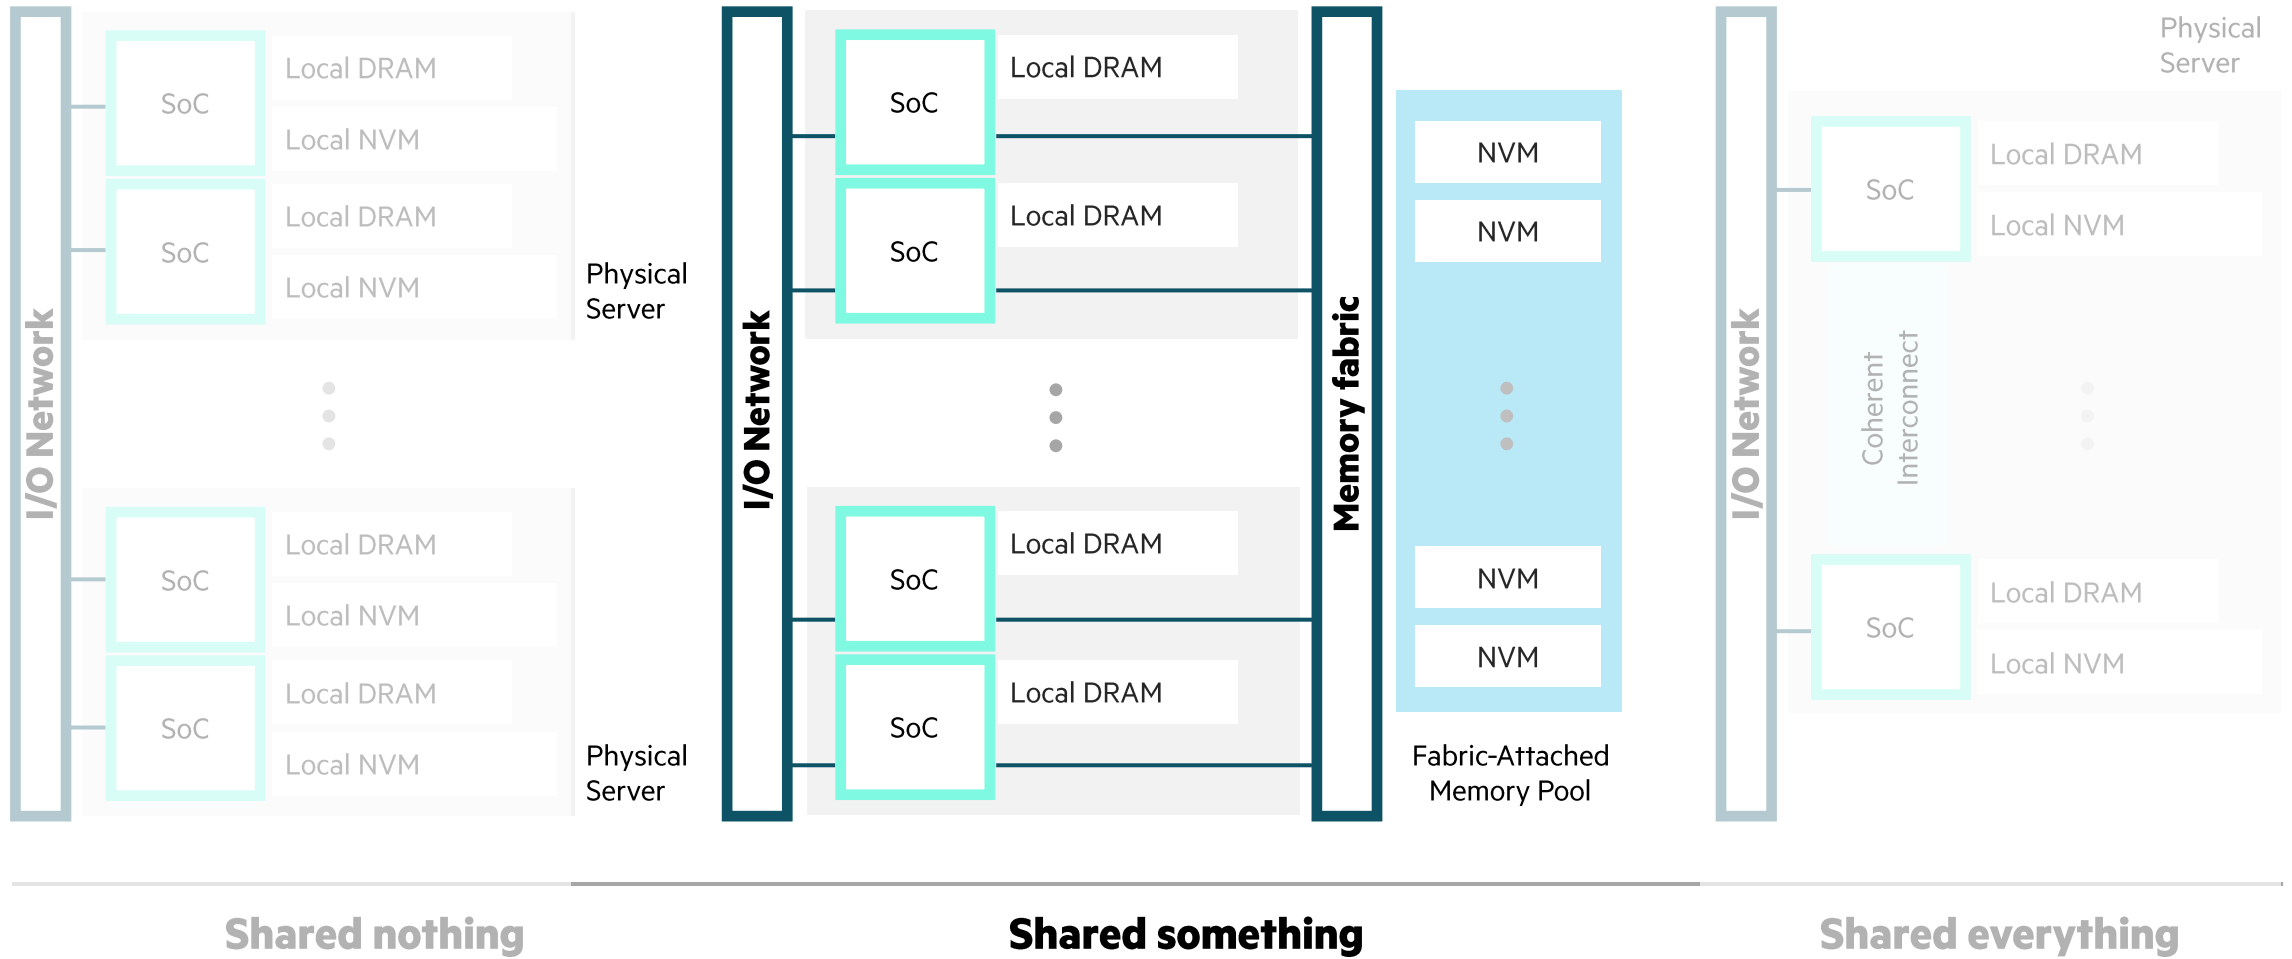 I/O Network
SoC
Local DRAM
Local NVM
SoC
Local DRAM
Local NVM
SoC
Local DRAM
Local NVM
SoC
Local DRAM
Local NVM
Physical
Server
Physical
Server
I/O Network
SoC
Local DRAM
SoC
Local DRAM
SoC
Local DRAM
SoC
Local DRAM
Memory fabric
NVM
NVM
NVM
NVM
Fabric-Attached
Memory Pool
I/O Network
Physical
Server
SoC
Local DRAM
Local NVM
Coherent
Interconnect
SoC
Local DRAM
Local NVM
Shared nothing
Shared something
Shared everything